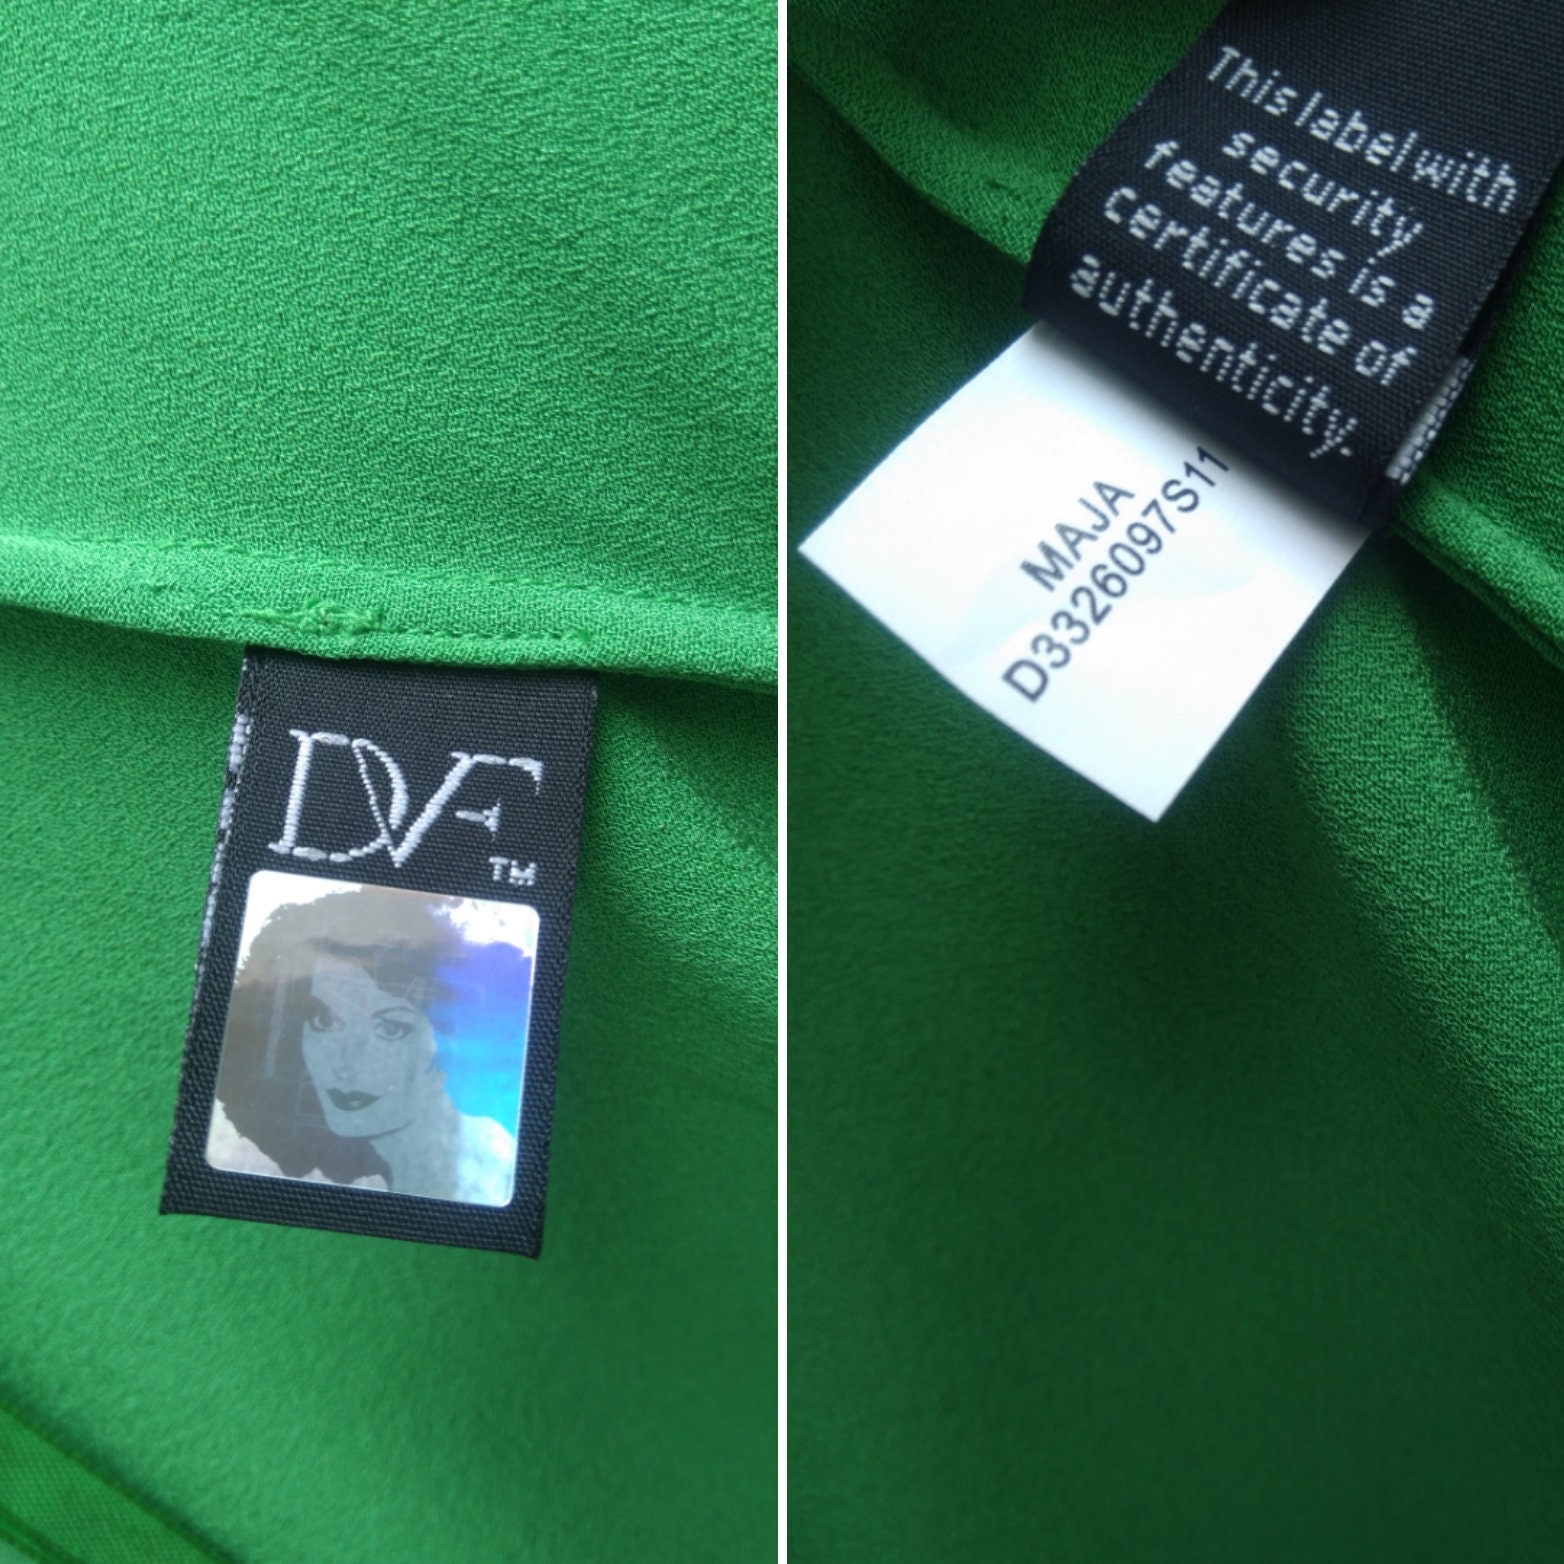 DVF
TM
This label with
security
features is a
certificate of
authenticity.
MAJA
D3326097S11